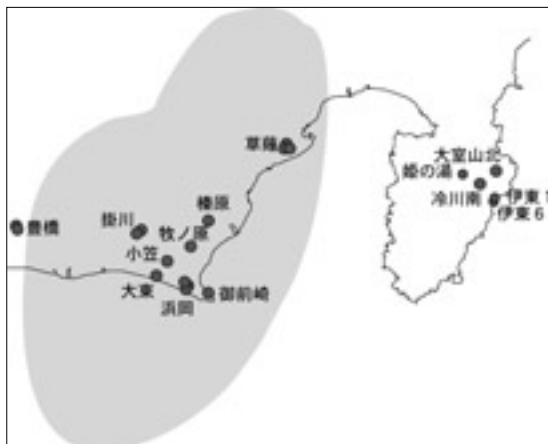 草薙
大室山北
姫の湯
伊東1
冷川南
伊東6
榛原
掛川
豊橋
牧ノ原
小笠
大東
御前崎
浜岡